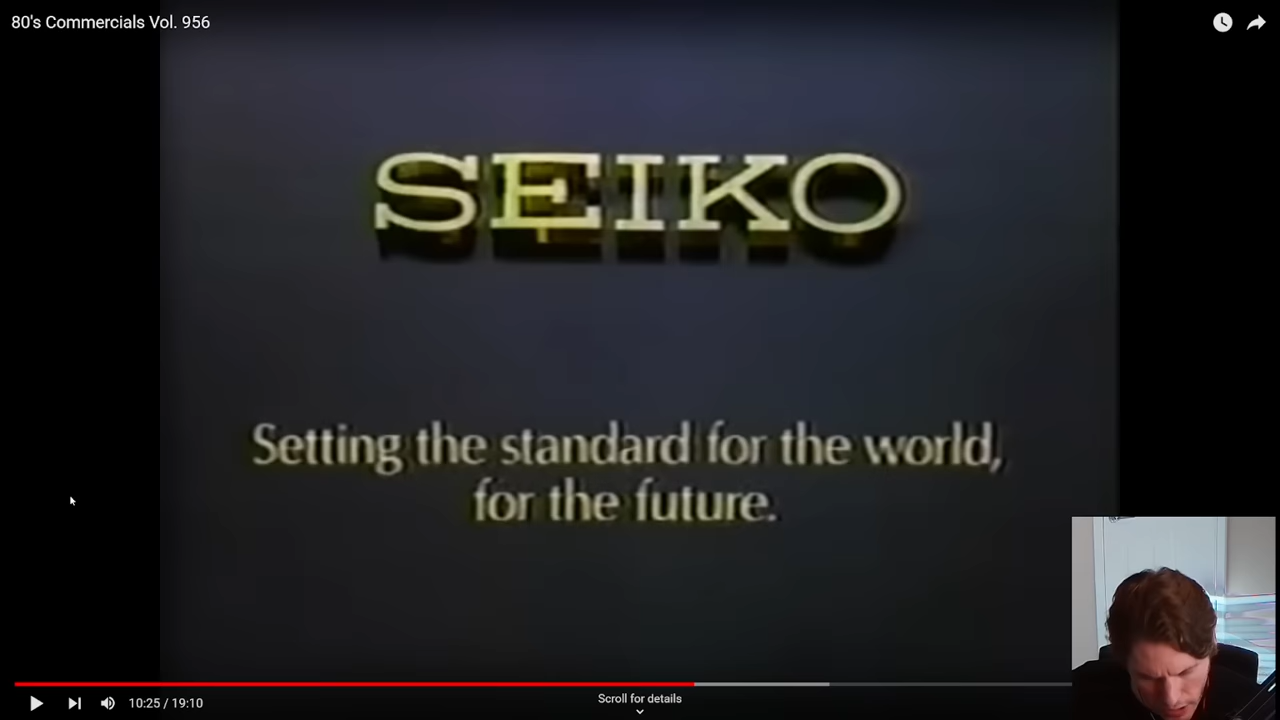 80's Commercials Vol. 956
SEIKO
Setting the standard for the world,
for the future.
10:25 / 19:10
Scroll for details